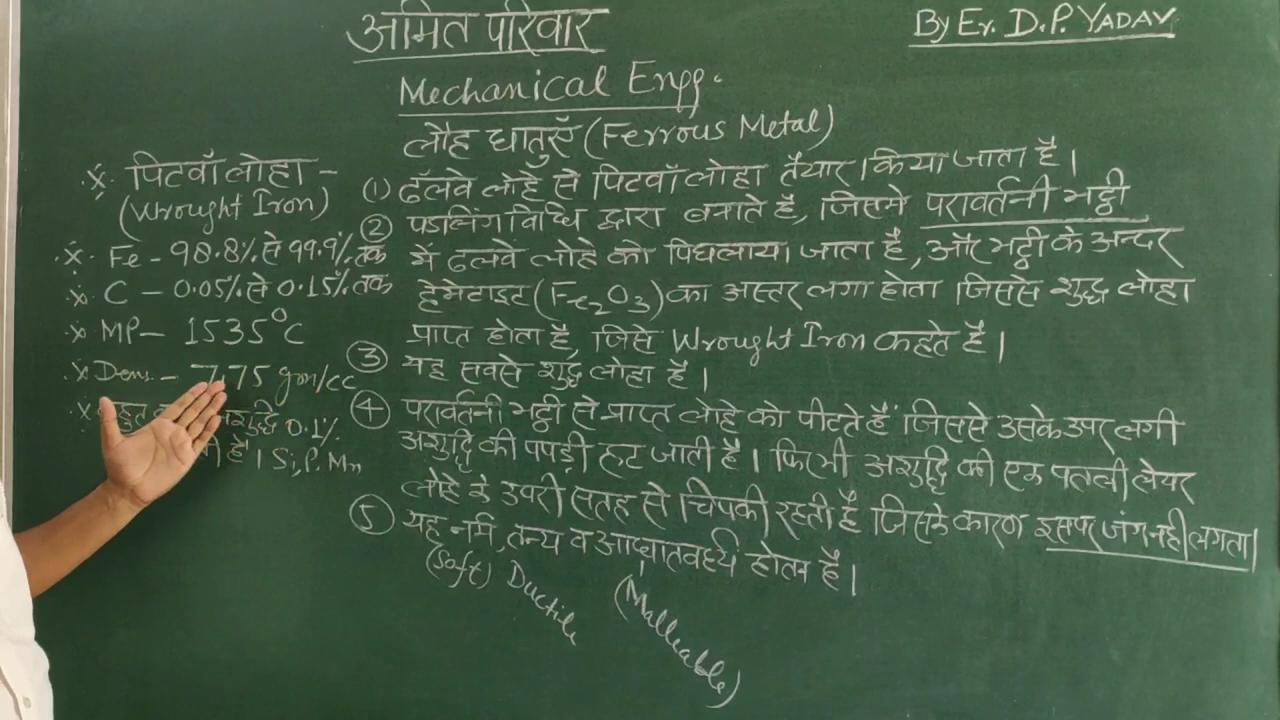 अमित परिवार
By Er. D.P. YADAV
Mechanical Engg.
लौह धातुएँ (Ferrous Metal)
* पिटवाँ लोहा -
(Wrought Iron)
* Fe - 98.8% से 99.9% तक
* C - 0.05% से 0.15% तक
* MP - 1535°C
* Dens. - 7.75 gm/cc
* 0.1%
है। Si, P, Mn
① ढलवे लोहे से पिटवाँ लोहा तैयार किया जाता है।
② पडलिंग विधि द्वारा बनाते है, जिसमे परावर्तनी भट्ठी
में ढलवें लोहे को पिघलाया जाता है, और भट्ठी के अन्दर
हेमेटाइट (Fe2O3) का अस्तर लगा होता जिससे शुद्ध लोहा
प्राप्त होता है, जिसे Wrought Iron कहते है।
③ यह सबसे शुद्ध लोहा है।
④ परावर्तनी भट्ठी से प्राप्त लोहे को पीटते हैं जिससे उसके उपर लगी
अशुद्धि की पपड़ी हट जाती है। फिर भी अशुद्धि की एक पतली लेयर
लोहे के उपरी सतह से चिपकी रहती है जिसके कारण इसपर जंग नही लगता।
⑤ यह नर्म, तन्य व आघातवर्ध्य होता है।
(Soft) Ductile
(Malleable)